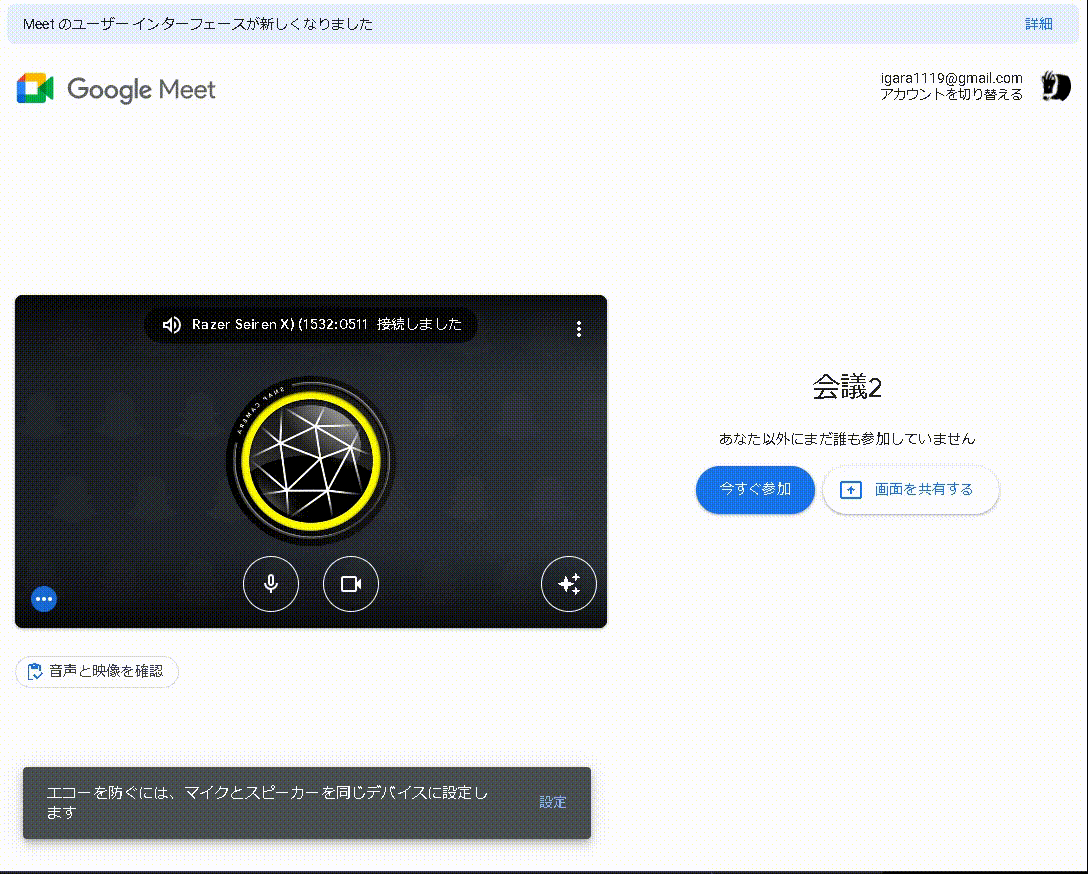 Meet のユーザー インターフェースが新しくなりました
詳細
Google Meet
igara1119@gmail.com
アカウントを切り替える
Razer Seiren X) (1532:0511 接続しました
SNAP CAMERA
会議2
あなた以外にまだ誰も参加していません
今すぐ参加
画面を共有する
音声と映像を確認
エコーを防ぐには、マイクとスピーカーを同じデバイスに設定し
ます
設定